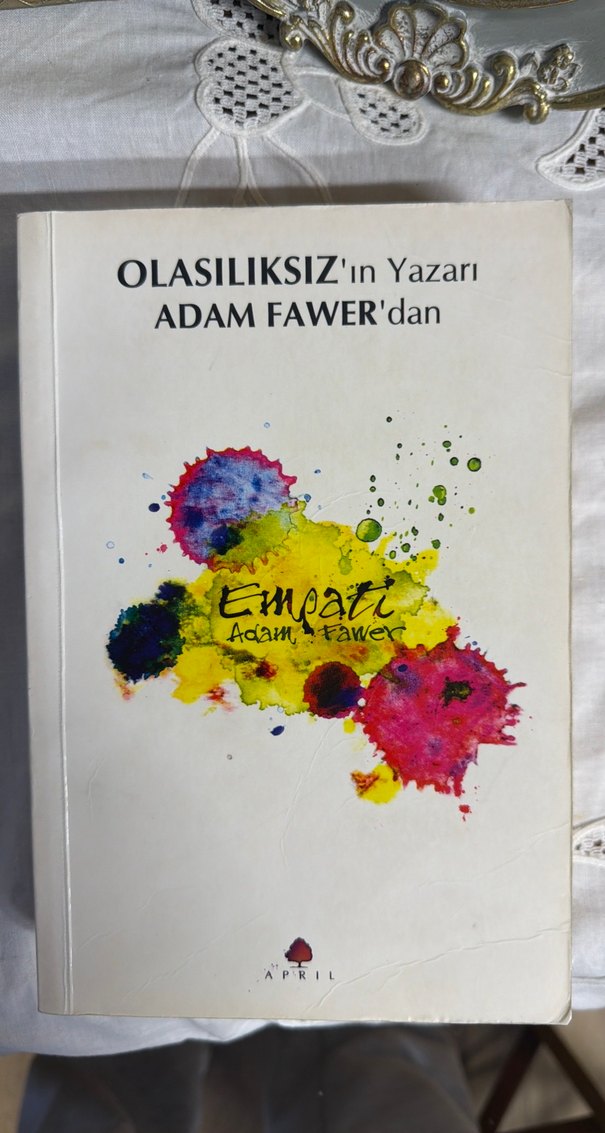 OLASILIKSIZ'ın Yazarı
ADAM FAWER'dan
Empati
Adam Fawer
APRIL